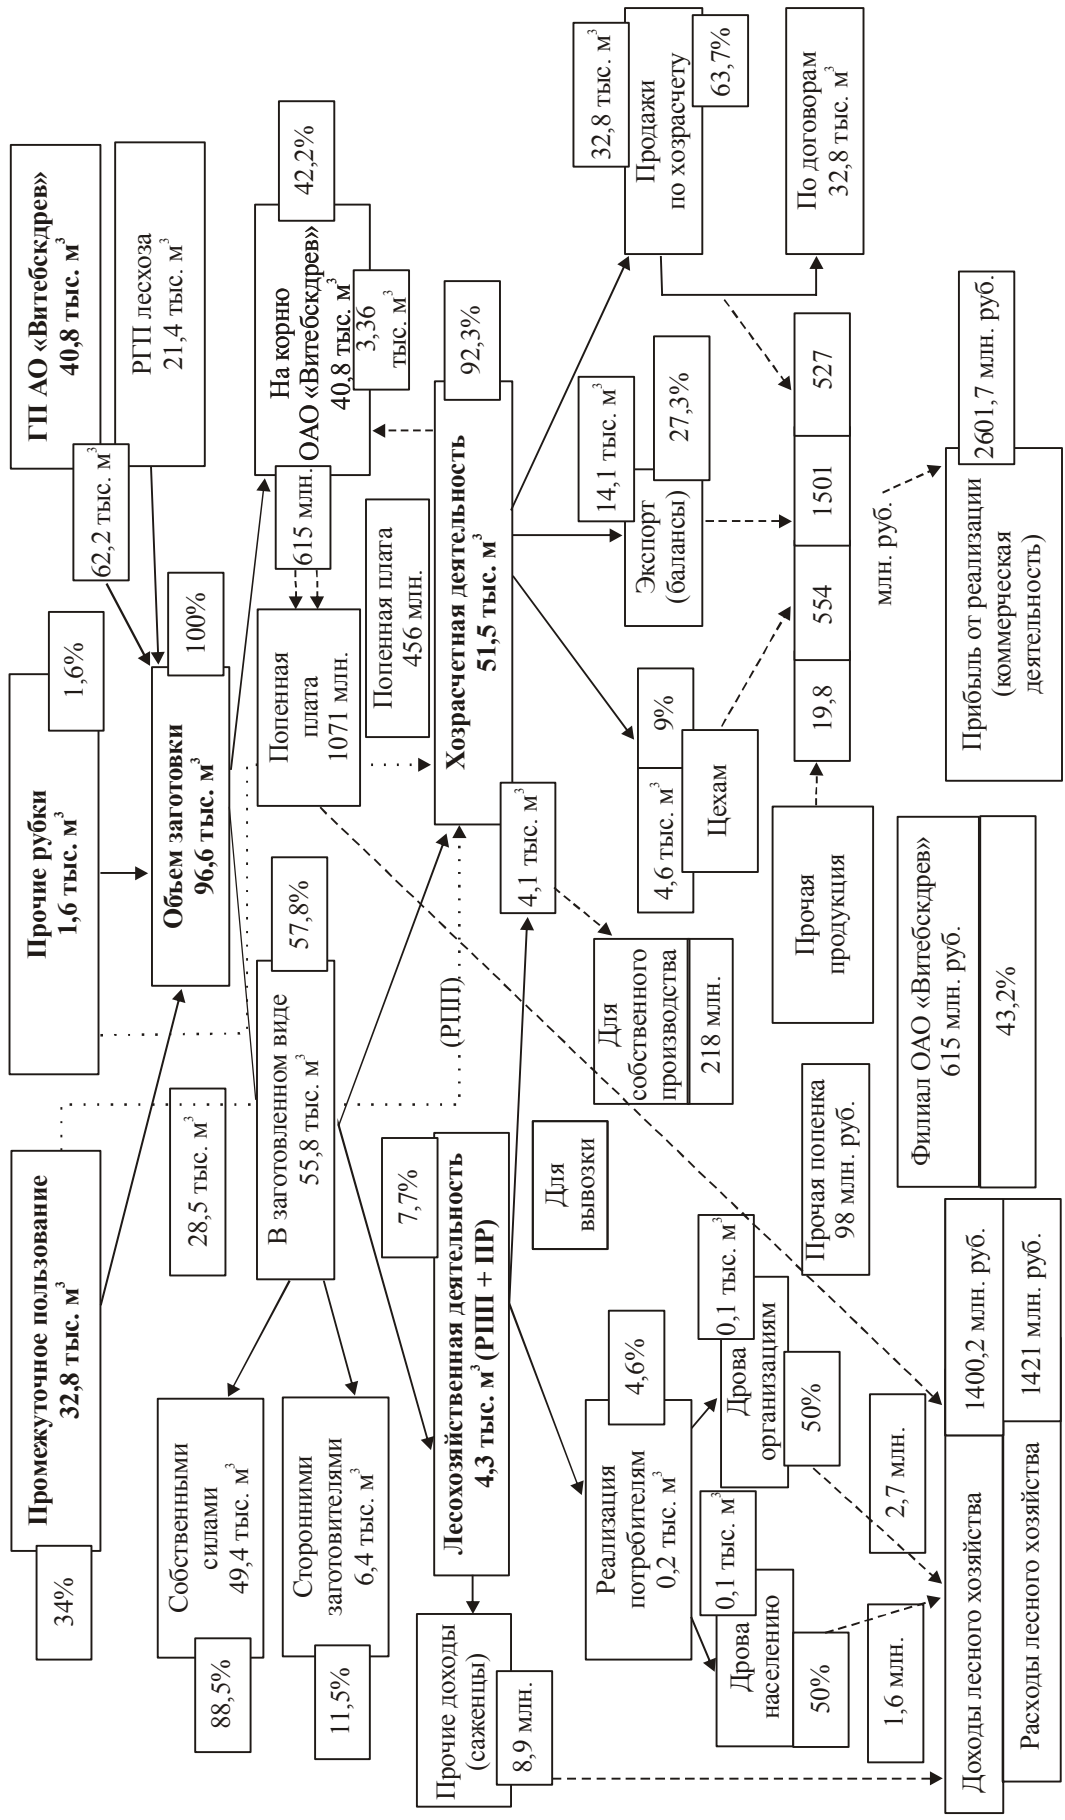 34%
Промежуточное пользование
32,8 тыс. м³
Прочие рубки
1,6 тыс. м³
1,6%
ГП АО «Витебскдрев»
40,8 тыс. м³
62,2 тыс. м³
РГП лесхоза
21,4 тыс. м³
28,5 тыс. м³
Объем заготовки
96,6 тыс. м³
100%
Собственными
силами
49,4 тыс. м³
88,5%
Сторонними
заготовителями
6,4 тыс. м³
11,5%
В заготовленном виде
55,8 тыс. м³
57,8%
На корню
ОАО «Витебскдрев»
40,8 тыс. м³
42,2%
3,36
тыс. м³
615 млн.
Попенная
плата
1071 млн.
Попенная плата
456 млн.
7,7%
Лесохозяйственная деятельность
4,3 тыс. м³ (РПП + ПР)
(РПП)
Хозрасчетная деятельность
51,5 тыс. м³
92,3%
4,1 тыс. м³
Прочие доходы
(саженцы)
8,9 млн.
Для
вывозки
Реализация
потребителям
0,2 тыс. м³
4,6%
Для
собственного
производства
218 млн.
4,6 тыс. м³
9%
Цехам
14,1 тыс. м³
Экспорт
(балансы)
27,3%
32,8 тыс. м³
Продажи
по хозрасчету
63,7%
0,1 тыс. м³
Дрова
населению
50%
0,1 тыс. м³
Дрова
организациям
50%
Прочая попенка
98 млн. руб.
Прочая
продукция
19,8
554
1501
527
По договорам
32,8 тыс. м³
1,6 млн.
2,7 млн.
млн. руб.
Филиал ОАО «Витебскдрев»
615 млн. руб.
43,2%
Доходы лесного хозяйства
1400,2 млн. руб.
Расходы лесного хозяйства
1421 млн. руб.
Прибыль от реализации
(коммерческая
деятельность)
2601,7 млн. руб.